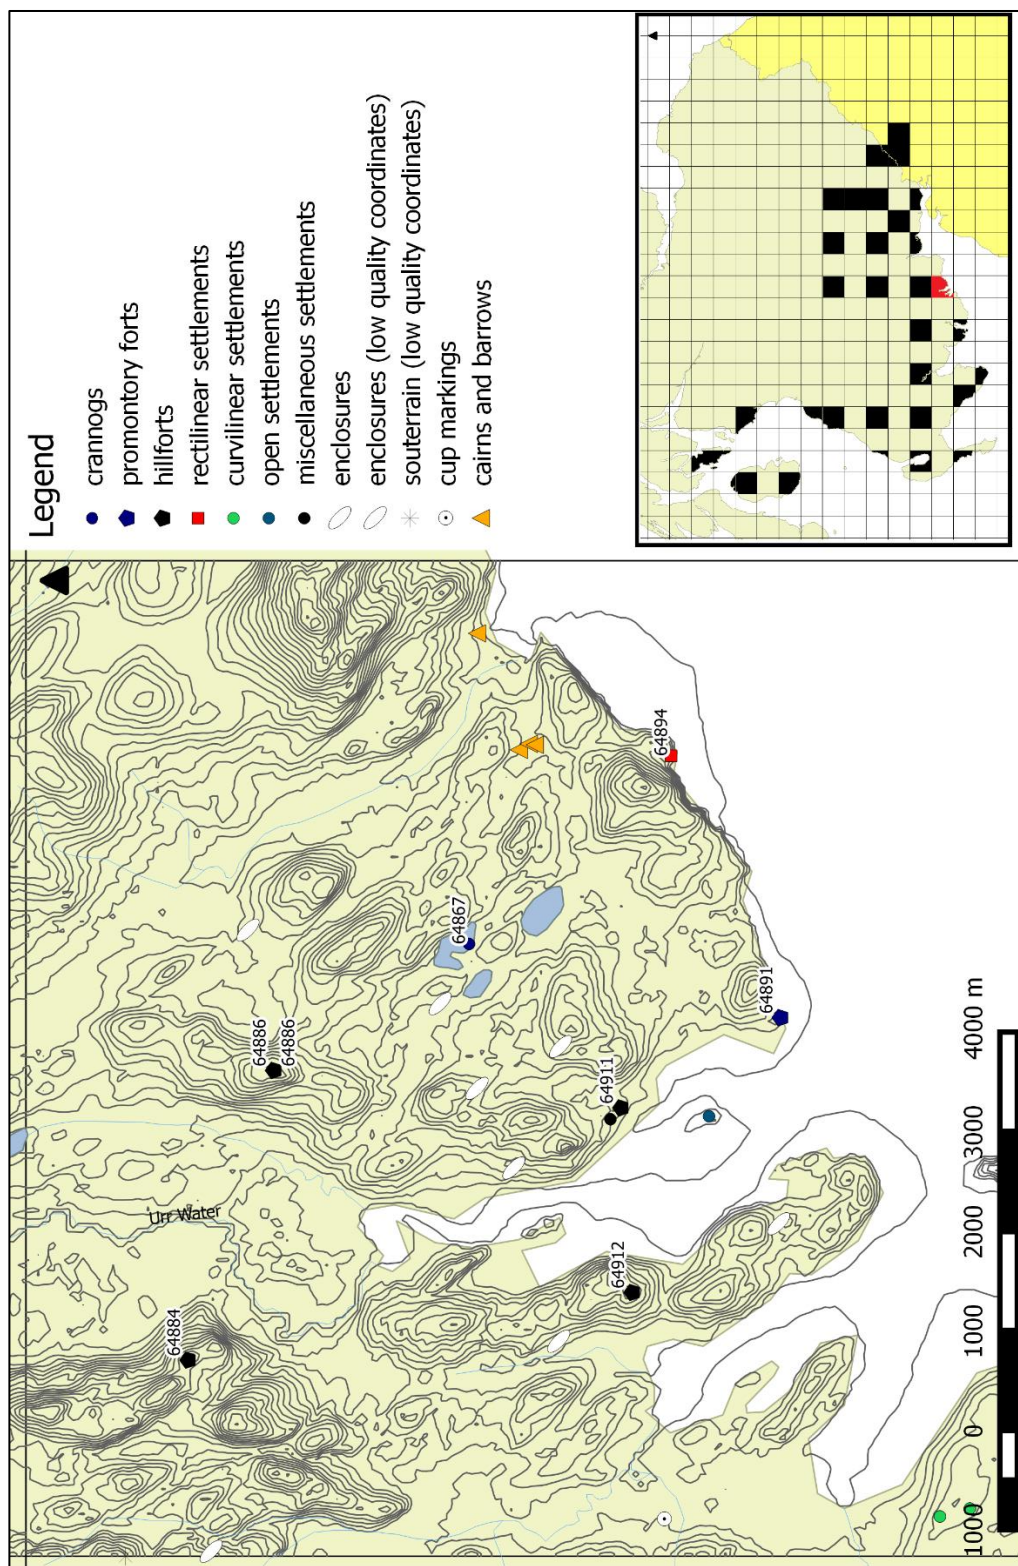 Legend
crannogs
promontory forts
hillforts
rectilinear settlements
curvilinear settlements
open settlements
miscellaneous settlements
enclosures
enclosures (low quality coordinates)
souterrain (low quality coordinates)
cup markings
cairns and barrows
64884
Urr Water
64886
64886
64867
64912
64911
64894
64891
1000
0
1000
2000
3000
4000 m